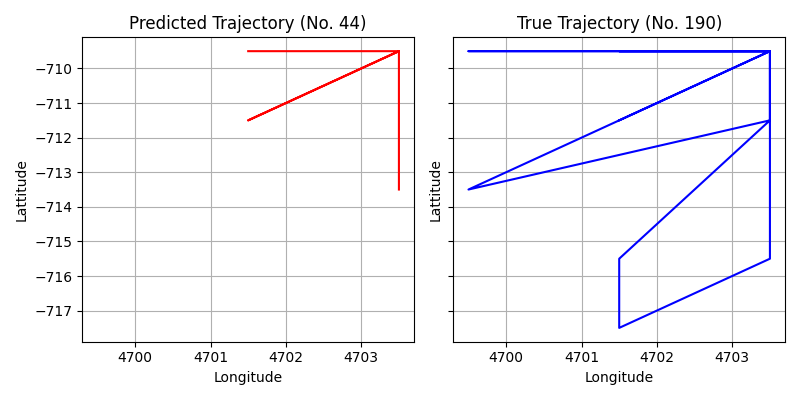 Predicted Trajectory (No. 44)
True Trajectory (No. 190)
Lattitude
−710
−711
−712
−713
−714
−715
−716
−717
4700
4701
4702
4703
Longitude
Lattitude
4700
4701
4702
4703
Longitude